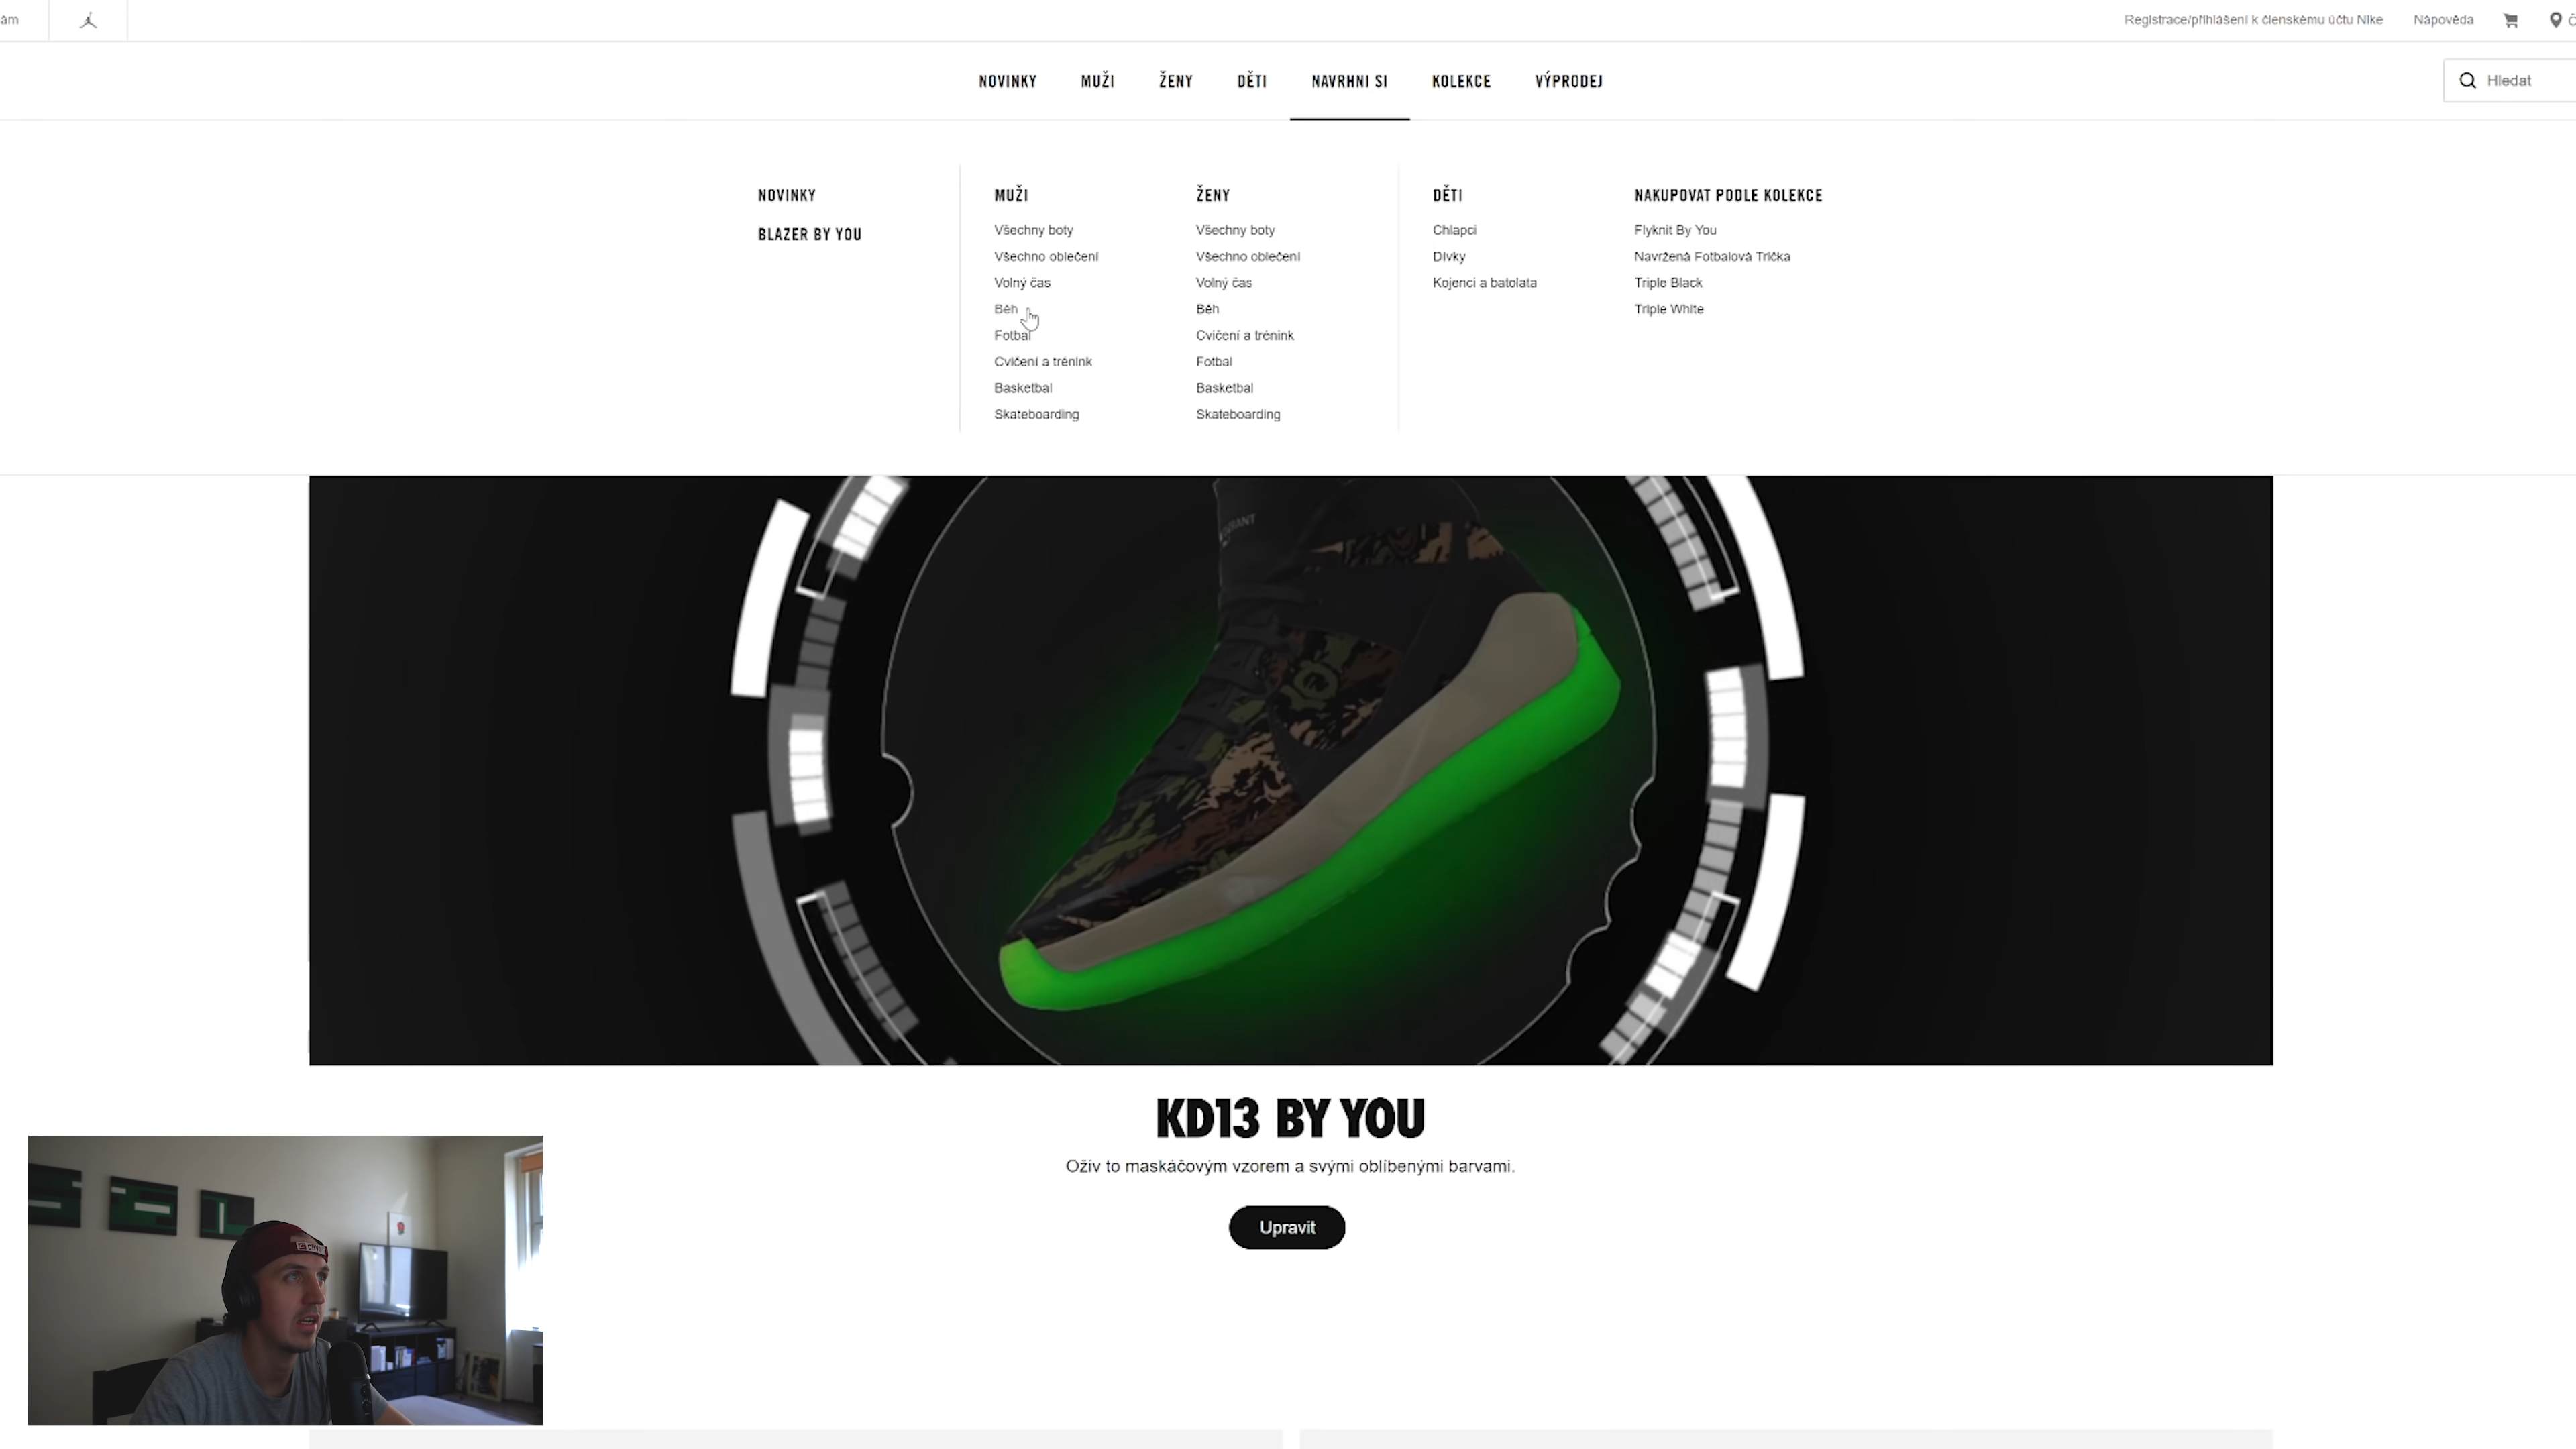 Registrace/přihlášení k členskému účtu Nike
Nápověda
NOVINKY
MUŽI
ŽENY
DĚTI
NAVRHNI SI
KOLEKCE
VÝPRODEJ
Hledat
NOVINKY
BLAZER BY YOU
MUŽI
Všechny boty
Všechno oblečení
Volný čas
Běh
Fotbal
Cvičení a trénink
Basketbal
Skateboarding
ŽENY
Všechny boty
Všechno oblečení
Volný čas
Běh
Cvičení a trénink
Fotbal
Basketbal
Skateboarding
DĚTI
Chlapci
Dívky
Kojenci a batolata
NAKUPOVAT PODLE KOLEKCE
Flyknit By You
Navržená Fotbalová Trička
Triple Black
Triple White
KD13 BY YOU
Oživ to maskáčovým vzorem a svými oblíbenými barvami.
Upravit